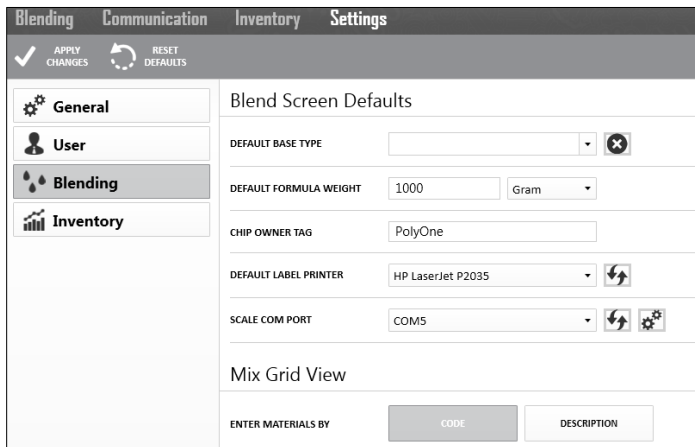 Blending Communication Inventory Settings
APPLY CHANGES RESET DEFAULTS
General
User
Blending
Inventory
Blend Screen Defaults
DEFAULT BASE TYPE
DEFAULT FORMULA WEIGHT 1000 Gram
CHIP OWNER TAG PolyOne
DEFAULT LABEL PRINTER HP LaserJet P2035
SCALE COM PORT COM5
Mix Grid View
ENTER MATERIALS BY CODE DESCRIPTION